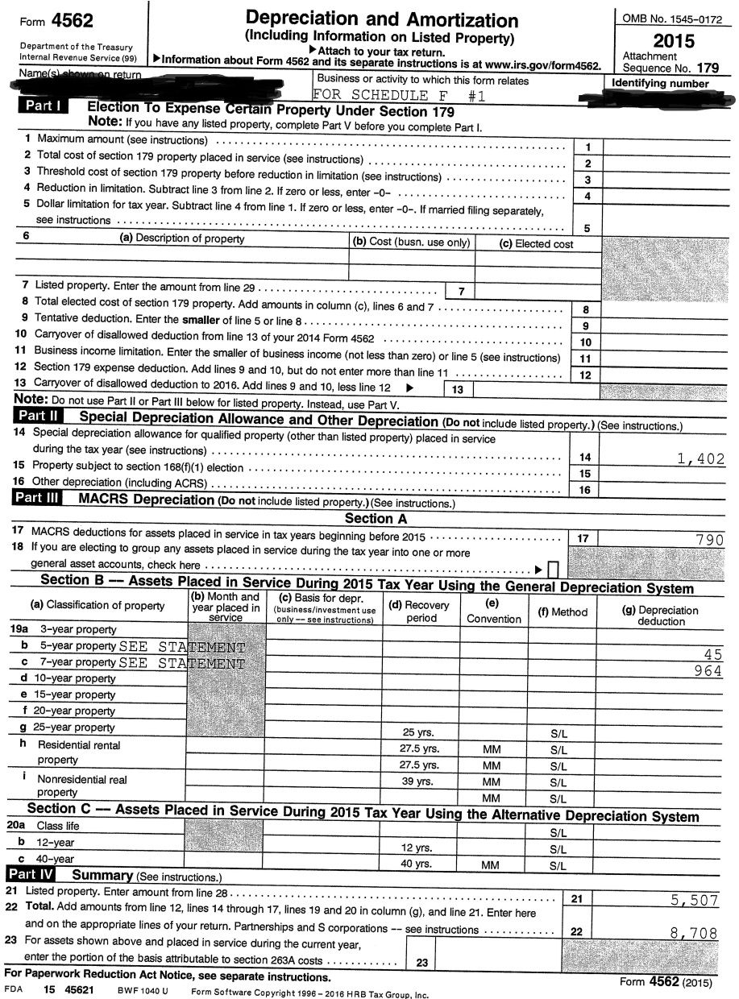 Form 4562
Department of the Treasury
Internal Revenue Service (99)
Depreciation and Amortization
(Including Information on Listed Property)
▶Attach to your tax return.
▶Information about Form 4562 and its separate instructions is at www.irs.gov/form4562.
OMB No. 1545-0172
2015
Attachment
Sequence No. 179
Name(s) shown on return
Business or activity to which this form relates
FOR SCHEDULE F #1
Identifying number
Part I Election To Expense Certain Property Under Section 179
Note: If you have any listed property, complete Part V before you complete Part I.
1 Maximum amount (see instructions) 1
2 Total cost of section 179 property placed in service (see instructions) 2
3 Threshold cost of section 179 property before reduction in limitation (see instructions) 3
4 Reduction in limitation. Subtract line 3 from line 2. If zero or less, enter -0- 4
5 Dollar limitation for tax year. Subtract line 4 from line 1. If zero or less, enter -0-. If married filing separately,
see instructions 5
6 (a) Description of property (b) Cost (busn. use only) (c) Elected cost
7 Listed property. Enter the amount from line 29 7
8 Total elected cost of section 179 property. Add amounts in column (c), lines 6 and 7 8
9 Tentative deduction. Enter the smaller of line 5 or line 8 9
10 Carryover of disallowed deduction from line 13 of your 2014 Form 4562 10
11 Business income limitation. Enter the smaller of business income (not less than zero) or line 5 (see instructions) 11
12 Section 179 expense deduction. Add lines 9 and 10, but do not enter more than line 11 12
13 Carryover of disallowed deduction to 2016. Add lines 9 and 10, less line 12 ▶ 13
Note: Do not use Part II or Part III below for listed property. Instead, use Part V.
Part II Special Depreciation Allowance and Other Depreciation (Do not include listed property.) (See instructions.)
14 Special depreciation allowance for qualified property (other than listed property) placed in service
during the tax year (see instructions) 14 1,402
15 Property subject to section 168(f)(1) election 15
16 Other depreciation (including ACRS) 16
Part III MACRS Depreciation (Do not include listed property.) (See instructions.)
Section A
17 MACRS deductions for assets placed in service in tax years beginning before 2015 17 790
18 If you are electing to group any assets placed in service during the tax year into one or more
general asset accounts, check here ▶
Section B -- Assets Placed in Service During 2015 Tax Year Using the General Depreciation System
(a) Classification of property (b) Month and year placed in service (c) Basis for depr. (business/investment use only -- see instructions) (d) Recovery period (e) Convention (f) Method (g) Depreciation deduction
19a 3-year property
b 5-year property SEE STATEMENT 45
c 7-year property SEE STATEMENT 964
d 10-year property
e 15-year property
f 20-year property
g 25-year property 25 yrs. S/L
h Residential rental property 27.5 yrs. MM S/L
27.5 yrs. MM S/L
i Nonresidential real property 39 yrs. MM S/L
MM S/L
Section C -- Assets Placed in Service During 2015 Tax Year Using the Alternative Depreciation System
20a Class life S/L
b 12-year 12 yrs. S/L
c 40-year 40 yrs. MM S/L
Part IV Summary (See instructions.)
21 Listed property. Enter amount from line 28 21 5,507
22 Total. Add amounts from line 12, lines 14 through 17, lines 19 and 20 in column (g), and line 21. Enter here
and on the appropriate lines of your return. Partnerships and S corporations -- see instructions 22 8,708
23 For assets shown above and placed in service during the current year,
enter the portion of the basis attributable to section 263A costs 23
For Paperwork Reduction Act Notice, see separate instructions.
Form 4562 (2015)
FDA 15 45621 BWF 1040 U Form Software Copyright 1996 - 2016 HRB Tax Group, Inc.